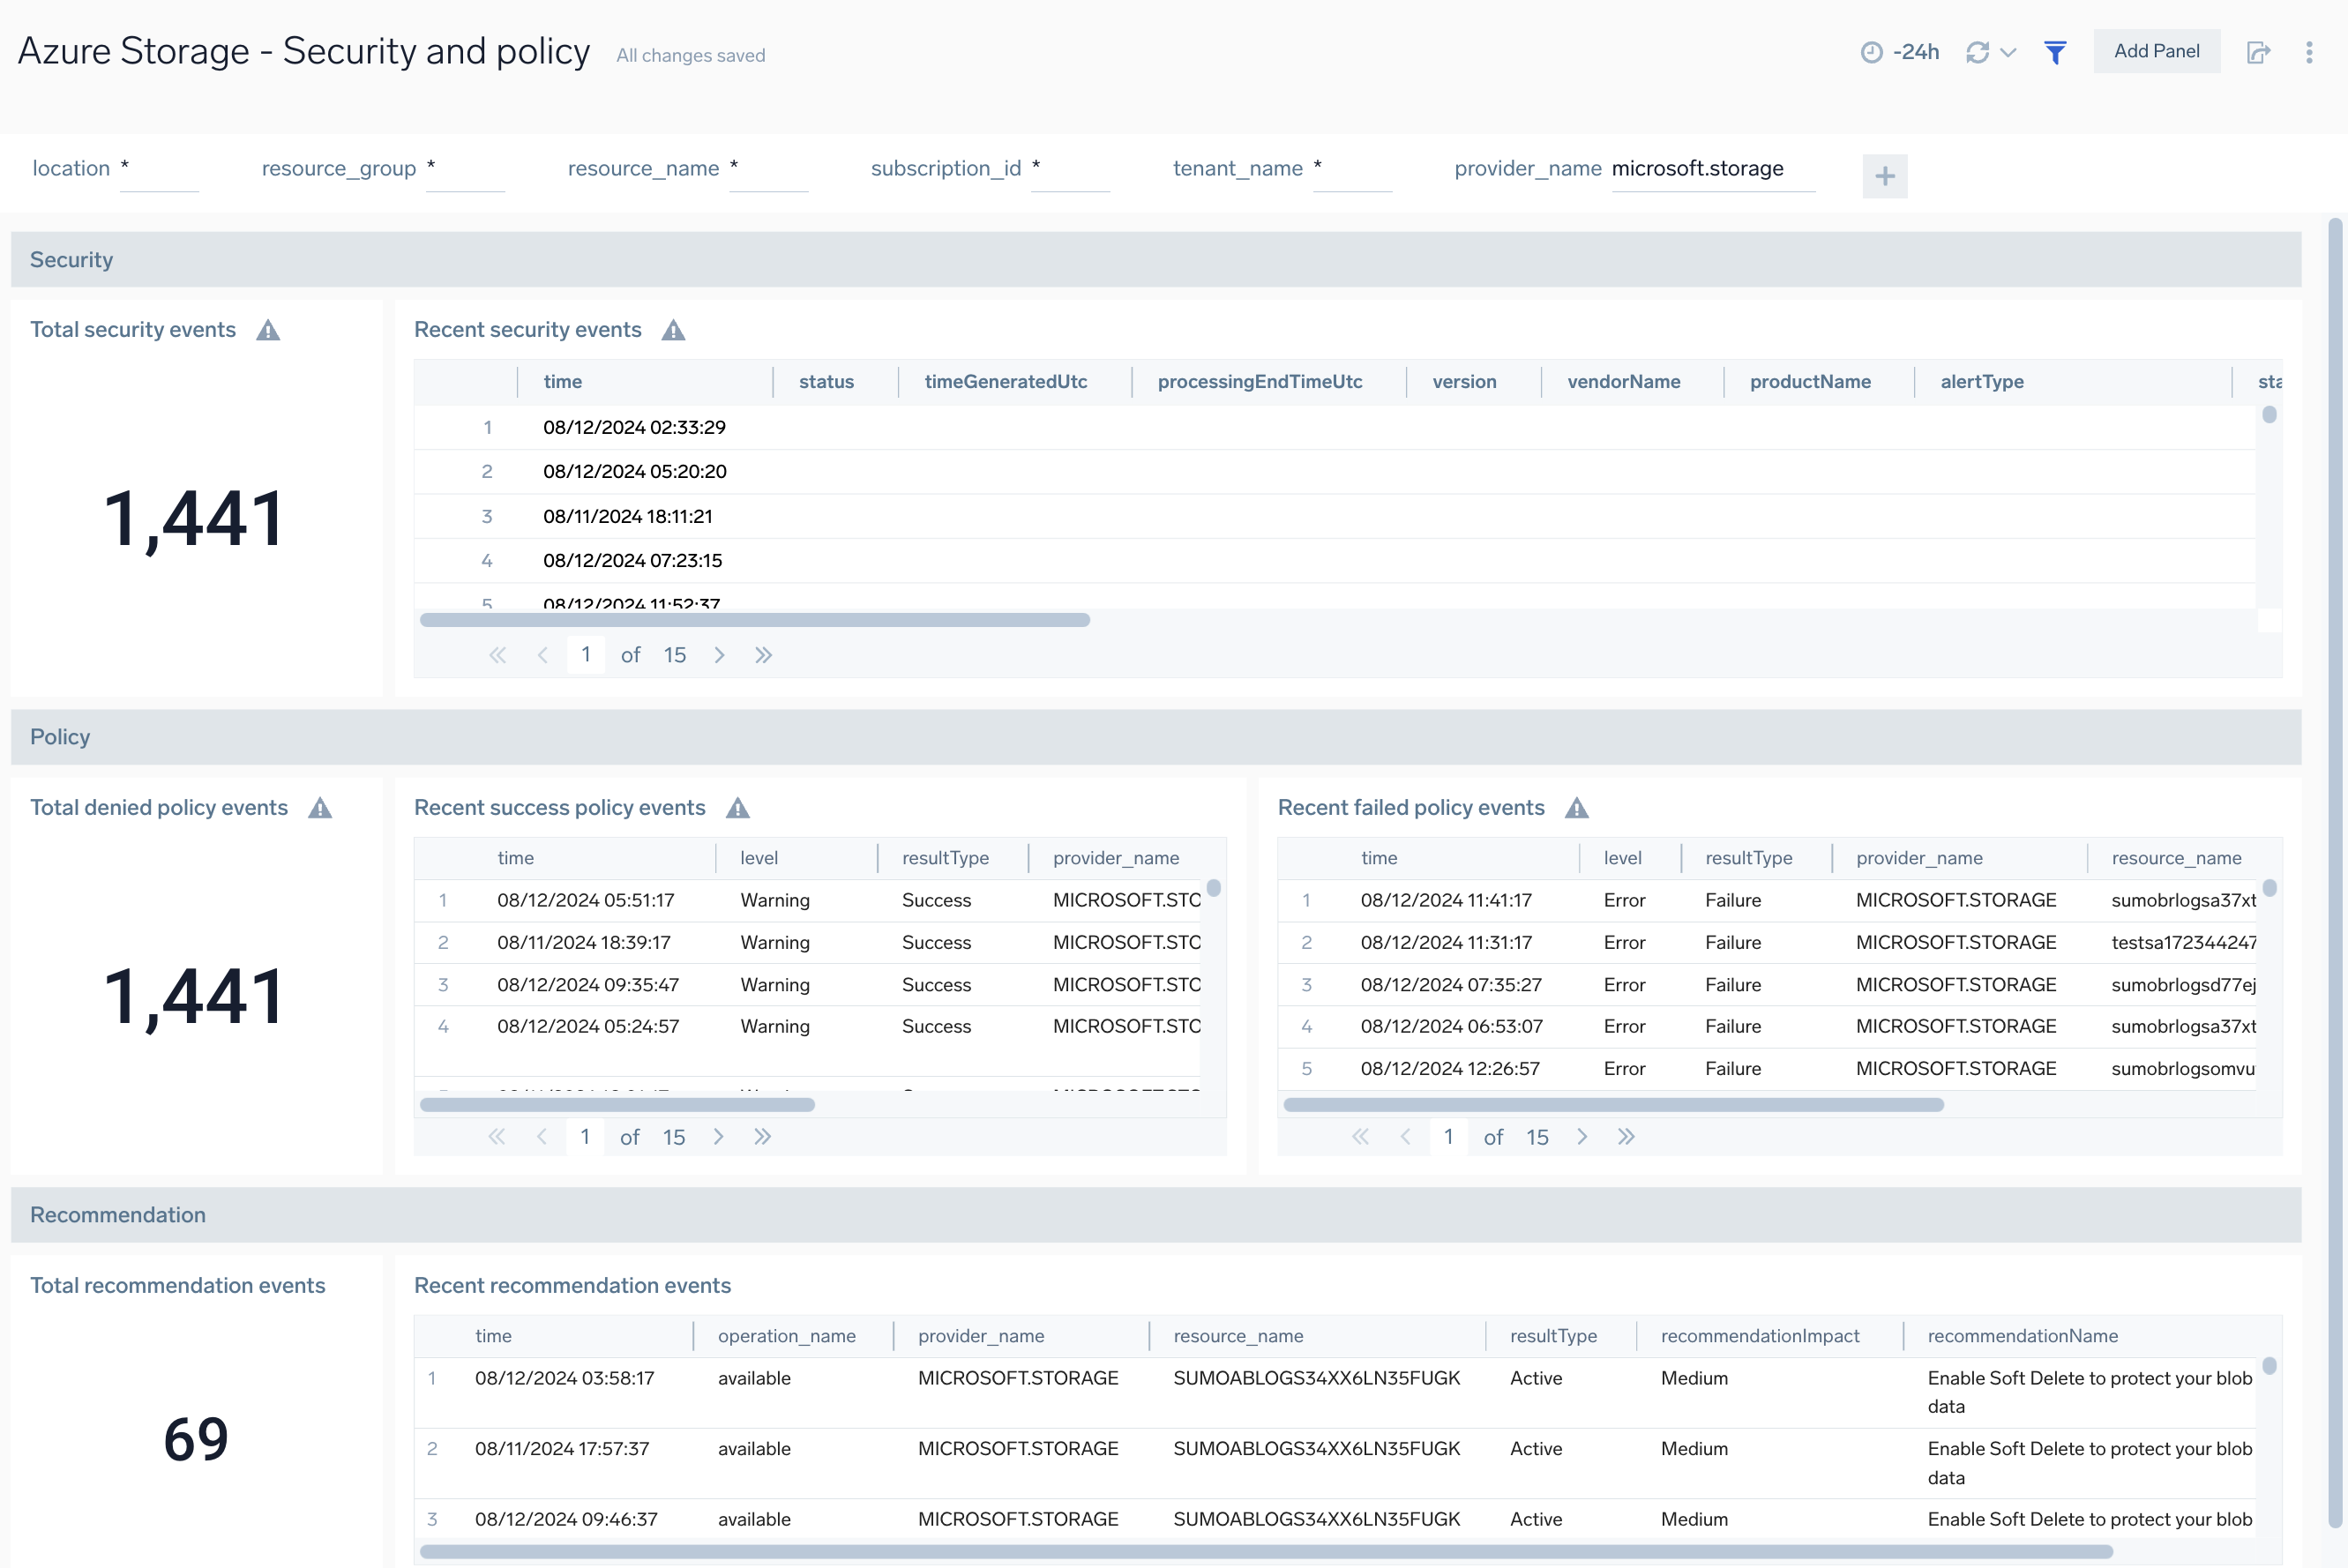 Azure Storage - Security and policy All changes saved -24h Add Panel
location * resource_group * resource_name * subscription_id * tenant_name * provider_name microsoft.storage +
Security
Total security events
1,441
Recent security events
time status timeGeneratedUtc processingEndTimeUtc version vendorName productName alertType sta
1 08/12/2024 02:33:29
2 08/12/2024 05:20:20
3 08/11/2024 18:11:21
4 08/12/2024 07:23:15
5 08/12/2024 11:52:37
1 of 15
Policy
Total denied policy events
1,441
Recent success policy events
time level resultType provider_name
1 08/12/2024 05:51:17 Warning Success MICROSOFT.STO
2 08/11/2024 18:39:17 Warning Success MICROSOFT.STO
3 08/12/2024 09:35:47 Warning Success MICROSOFT.STO
4 08/12/2024 05:24:57 Warning Success MICROSOFT.STO
1 of 15
Recent failed policy events
time level resultType provider_name resource_name
1 08/12/2024 11:41:17 Error Failure MICROSOFT.STORAGE sumobrlogsa37xt
2 08/12/2024 11:31:17 Error Failure MICROSOFT.STORAGE testsa172344247
3 08/12/2024 07:35:27 Error Failure MICROSOFT.STORAGE sumobrlogsd77ej
4 08/12/2024 06:53:07 Error Failure MICROSOFT.STORAGE sumobrlogsa37xt
5 08/12/2024 12:26:57 Error Failure MICROSOFT.STORAGE sumobrlogsomvu
1 of 15
Recommendation
Total recommendation events
69
Recent recommendation events
time operation_name provider_name resource_name resultType recommendationImpact recommendationName
1 08/12/2024 03:58:17 available MICROSOFT.STORAGE SUMOABLOGS34XX6LN35FUGK Active Medium Enable Soft Delete to protect your blob
data
2 08/11/2024 17:57:37 available MICROSOFT.STORAGE SUMOABLOGS34XX6LN35FUGK Active Medium Enable Soft Delete to protect your blob
data
3 08/12/2024 09:46:37 available MICROSOFT.STORAGE SUMOABLOGS34XX6LN35FUGK Active Medium Enable Soft Delete to protect your blob